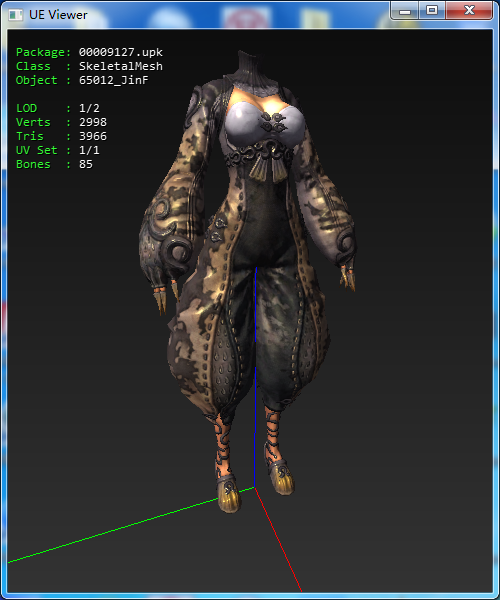 UE Viewer
Package: 00009127.upk
Class : SkeletalMesh
Object : 65012_JinF
LOD : 1/2
Verts : 2998
Tris : 3966
UV Set : 1/1
Bones : 85